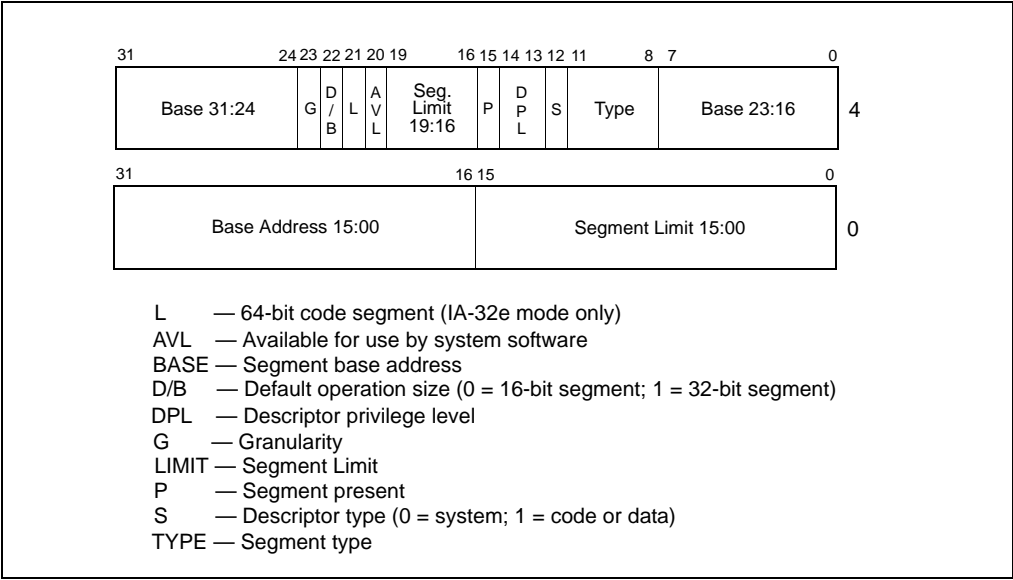 31 24 23 22 21 20 19 16 15 14 13 12 11 8 7 0
Base 31:24 G D/B L AVL Seg. Limit 19:16 P DPL S Type Base 23:16 4
31 16 15 0
Base Address 15:00 Segment Limit 15:00 0
L — 64-bit code segment (IA-32e mode only)
AVL — Available for use by system software
BASE — Segment base address
D/B — Default operation size (0 = 16-bit segment; 1 = 32-bit segment)
DPL — Descriptor privilege level
G — Granularity
LIMIT — Segment Limit
P — Segment present
S — Descriptor type (0 = system; 1 = code or data)
TYPE — Segment type